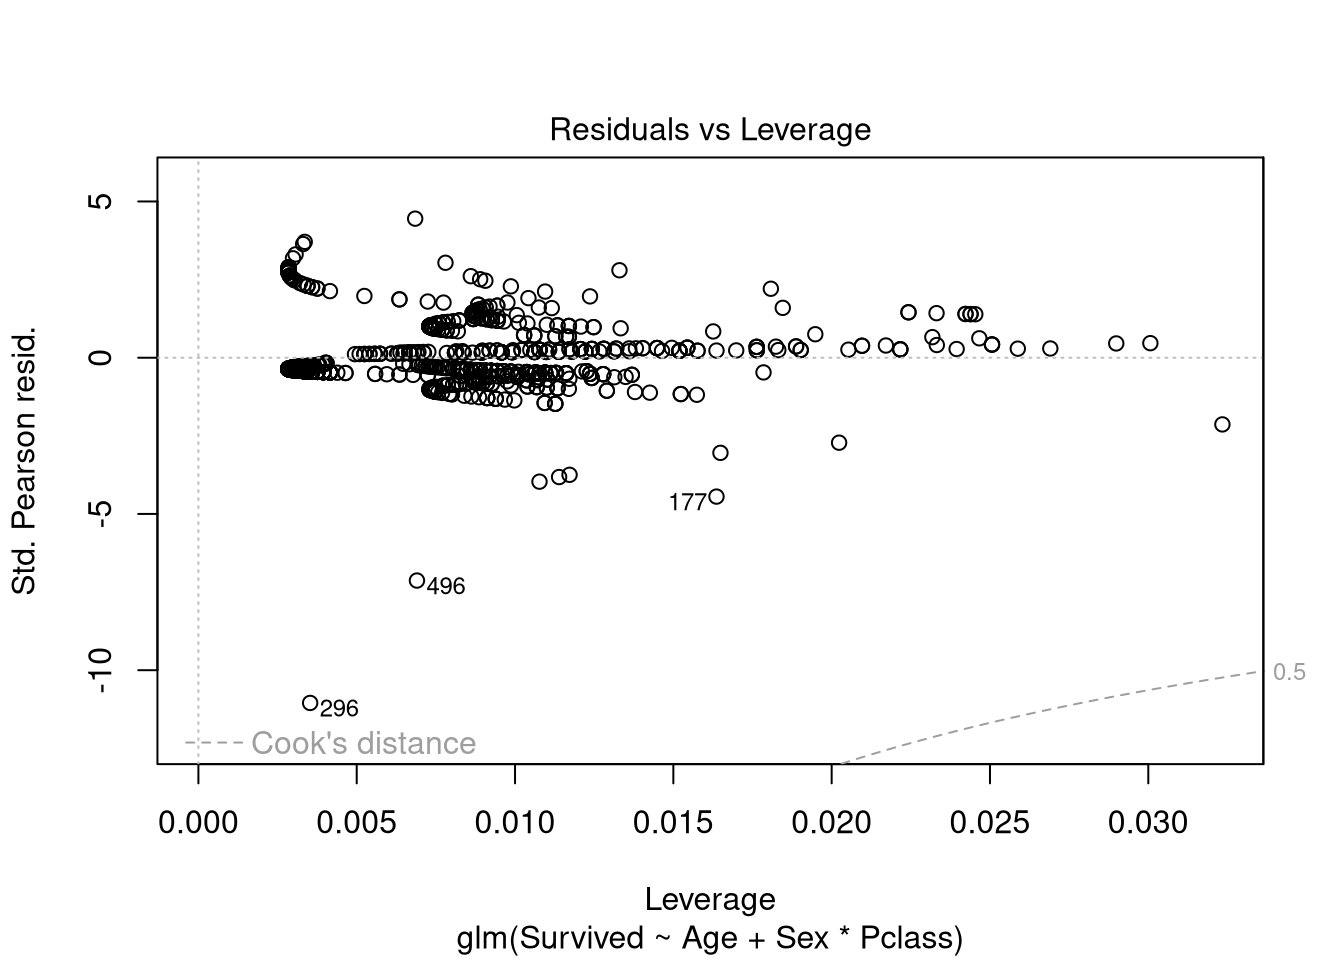 Residuals vs Leverage
Std. Pearson resid.
5
0
-5
-10
177
496
296
0.5
Cook's distance
0.000 0.005 0.010 0.015 0.020 0.025 0.030
Leverage
glm(Survived ~ Age + Sex * Pclass)